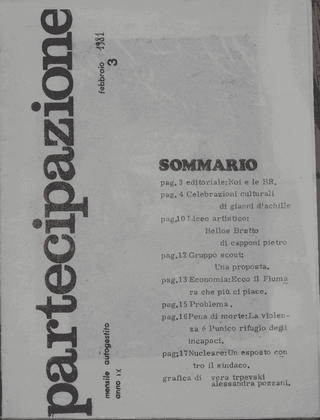 partecipazione
mensile autogestito
anno IX
febbraio 1981
3
SOMMARIO
pag.3 editoriale:Noi e le BR.
pag.4 Celebrazioni culturali
di gianni d'achille
pag.10 Liceo artistico:
Bellos Brutto
di capponi pietro
pag.12 Gruppo scout:
Una proposta.
pag.13 Economia:Ecco il Fiuma
ra che più ci piace.
pag.15 Problema.
pag.16 Pena di morte:La violen-
za é l'unico rifugio degli
incapaci.
pag:17 Nucleare:Un esposto con
tro il sindaco.
grafica di vera trpevski
alessandra pozzani.